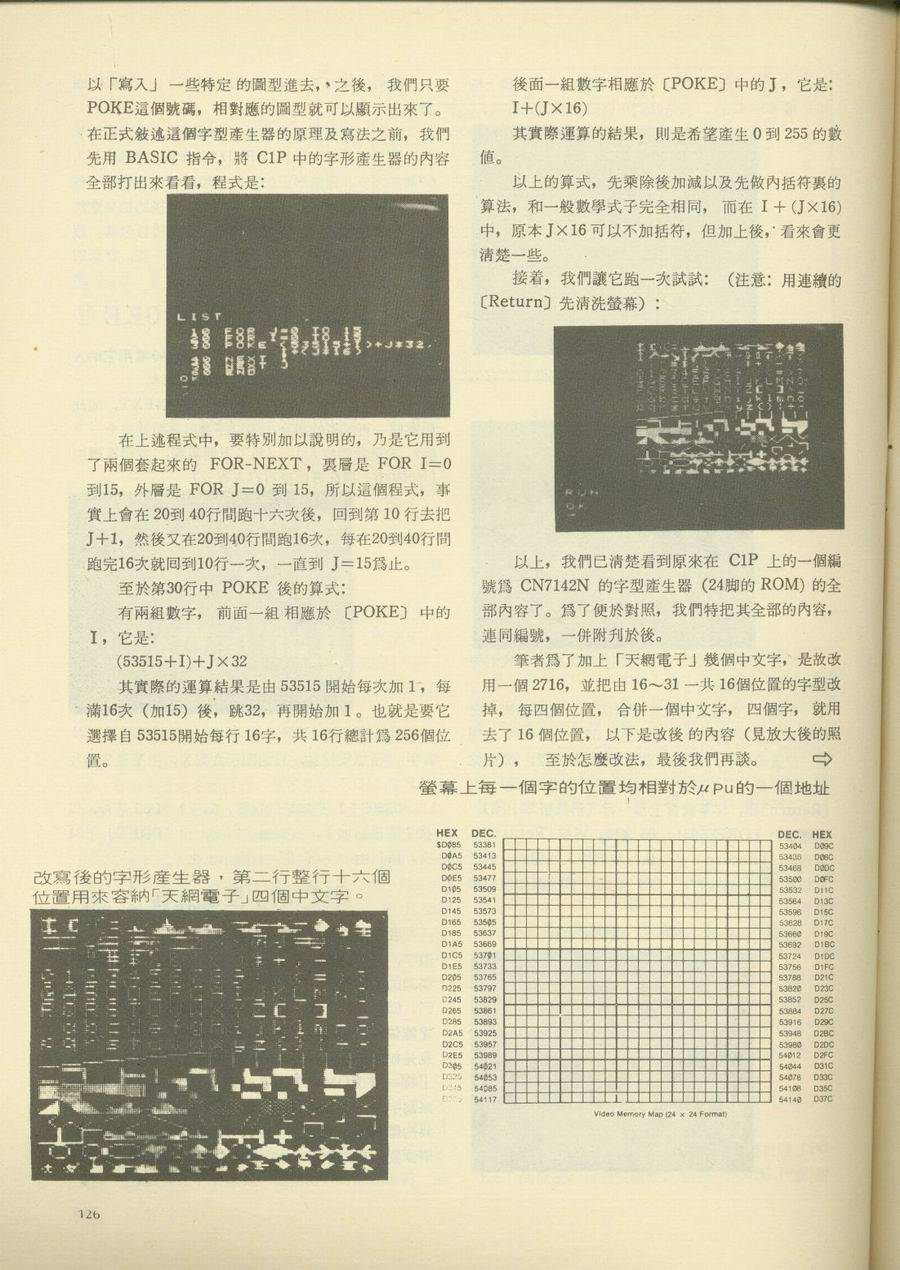 以「寫入」一些特定的圖型進去，、之後，我們只要
POKE這個號碼，相對應的圖型就可以顯示出來了。
在正式敍述這個字型產生器的原理及寫法之前，我們
先用 BASIC 指令，將 C1P 中的字形產生器的內容
全部打出來看看，程式是：
LIST
10 FOR J=0 TO 15
40 NEXT I
50 NEXT J
60 END
OK
在上述程式中，要特別加以說明的，乃是它用到
了兩個套起來的 FOR-NEXT，裏層是 FOR I=0
到15，外層是 FOR J=0 到 15，所以這個程式，事
實上會在 20到 40行間跑十六次後，回到第 10 行去把
J+1，然後又在20到40行間跑16次，每在20到40行間
跑完16次就回到10行一次，一直到 J=15爲止。
至於第30行中 POKE 後的算式：
有兩組數字，前面一組 相應於〔POKE〕中的
I，它是：
(53515+I)+J×32
其實際的運算結果是由 53515 開始每次加 1，每
滿16次（加15）後，跳32，再開始加 1。也就是要它
選擇自 53515開始每行 16字，共 16行總計爲 256個位
置。
後面一組數字相應於〔POKE〕中的 J，它是：
I+(J×16)
其實際運算的結果，則是希望產生 0 到 255 的數
値。
以上的算式，先乘除後加減以及先做內括符裏的
算法，和一般數學式子完全相同，而在 I＋(J×16)
中，原本 J×16 可以不加括符，但加上後，看來會更
清楚一些。
接着，我們讓它跑一次試試：（注意：用連續的
〔Return〕先清洗螢幕）：
RUN
OK
以上，我們已清楚看到原來在 C1P 上的一個編
號爲 CN7142N 的字型產生器（24脚的 ROM) 的全
部內容了。爲了便於對照，我們特把其全部的內容，
連同編號，一併附刋於後。
筆者爲了加上「天網電子」幾個中文字，是故改
用一個 2716，並把由 16～31 一共 16個位置的字型改
掉，每四個位置，合併一個中文字，四個字，就用
去了 16 個位置，以下是改後的內容（見放大後的照
片），至於怎麼改法，最後我們再談。 ⇨
螢幕上每一個字的位置均相對於μPu的一個地址
改寫後的字形産生器，第二行整行十六個
位置用來容納「天網電子」四個中文字。
HEX DEC. DEC. HEX
$D085 53381 53404 D09C
D0A5 53413 53436 D0BC
D0C5 53445 53468 D0DC
D0E5 53477 53500 D0FC
D105 53509 53532 D11C
D125 53541 53564 D13C
D145 53573 53596 D15C
D165 53605 53628 D17C
D185 53637 53660 D19C
D1A5 53669 53692 D1BC
D1C5 53701 53724 D1DC
D1E5 53733 53756 D1FC
D205 53765 53788 D21C
D225 53797 53820 D23C
D245 53829 53852 D25C
D265 53861 53884 D27C
D285 53893 53916 D29C
D2A5 53925 53948 D2BC
D2C5 53957 53980 D2DC
D2E5 53989 54012 D2FC
D305 54021 54044 D31C
D325 54053 54076 D33C
D345 54085 54108 D35C
54117 54140 D37C
Video Memory Map (24 × 24 Format)
126